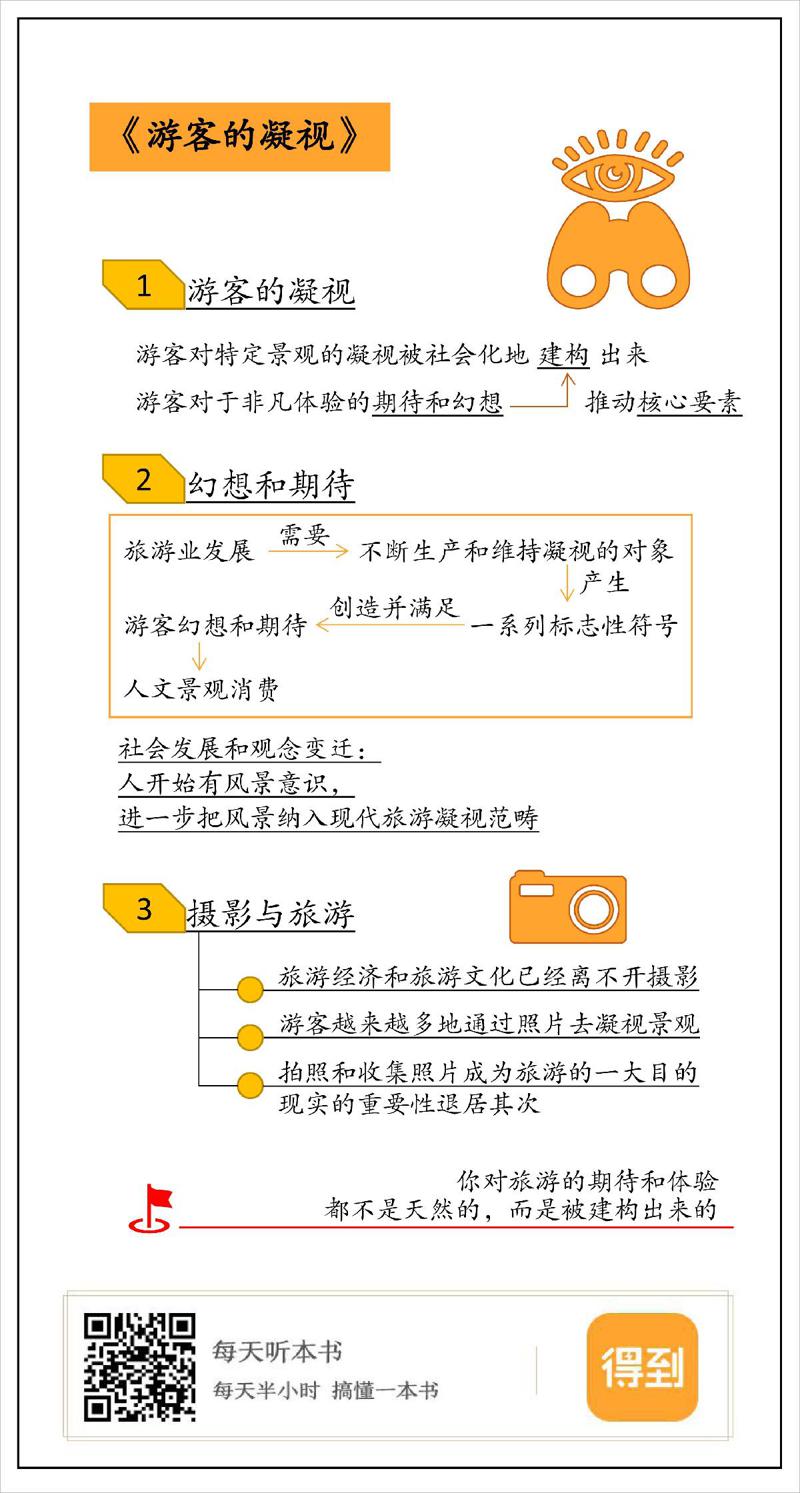 《游客的凝视》
1 游客的凝视
游客对特定景观的凝视被社会化地 建构 出来
游客对于非凡体验的期待和幻想 推动核心要素
2 幻想和期待
旅游业发展 需要 不断生产和维持凝视的对象
产生
游客幻想和期待 创造并满足 一系列标志性符号
人文景观消费
社会发展和观念变迁：
人开始有风景意识，
进一步把风景纳入现代旅游凝视范畴
3 摄影与旅游
旅游经济和旅游文化已经离不开摄影
游客越来越多地通过照片去凝视景观
拍照和收集照片成为旅游的一大目的
现实的重要性退居其次
你对旅游的期待和体验
都不是天然的，而是被建构出来的
每天听本书
每天半小时 搞懂一本书
得到